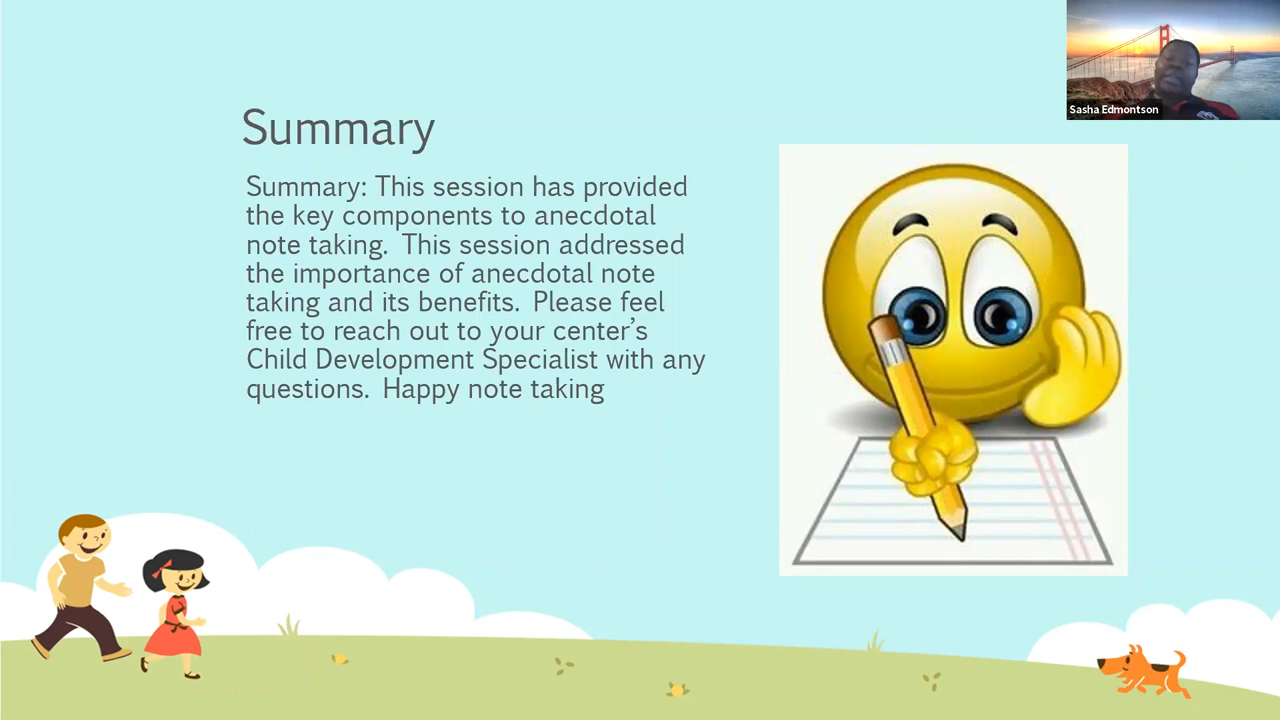 Sasha Edmontson
Summary
Summary: This session has provided
the key components to anecdotal
note taking.  This session addressed
the importance of anecdotal note
taking and its benefits.  Please feel
free to reach out to your center’s
Child Development Specialist with any
questions.  Happy note taking